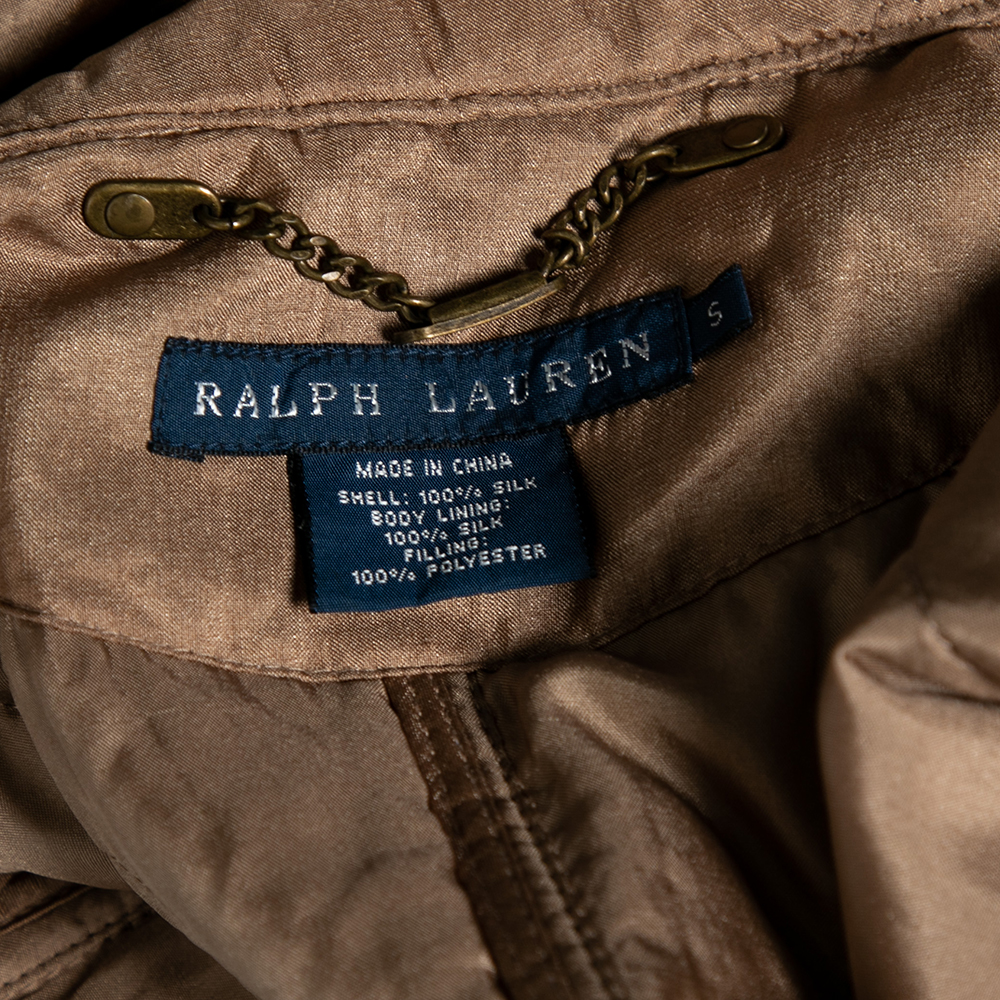 RALPH LAUREN
S
MADE IN CHINA
SHELL: 100% SILK
BODY LINING:
100% SILK
FILLING:
100% POLYESTER